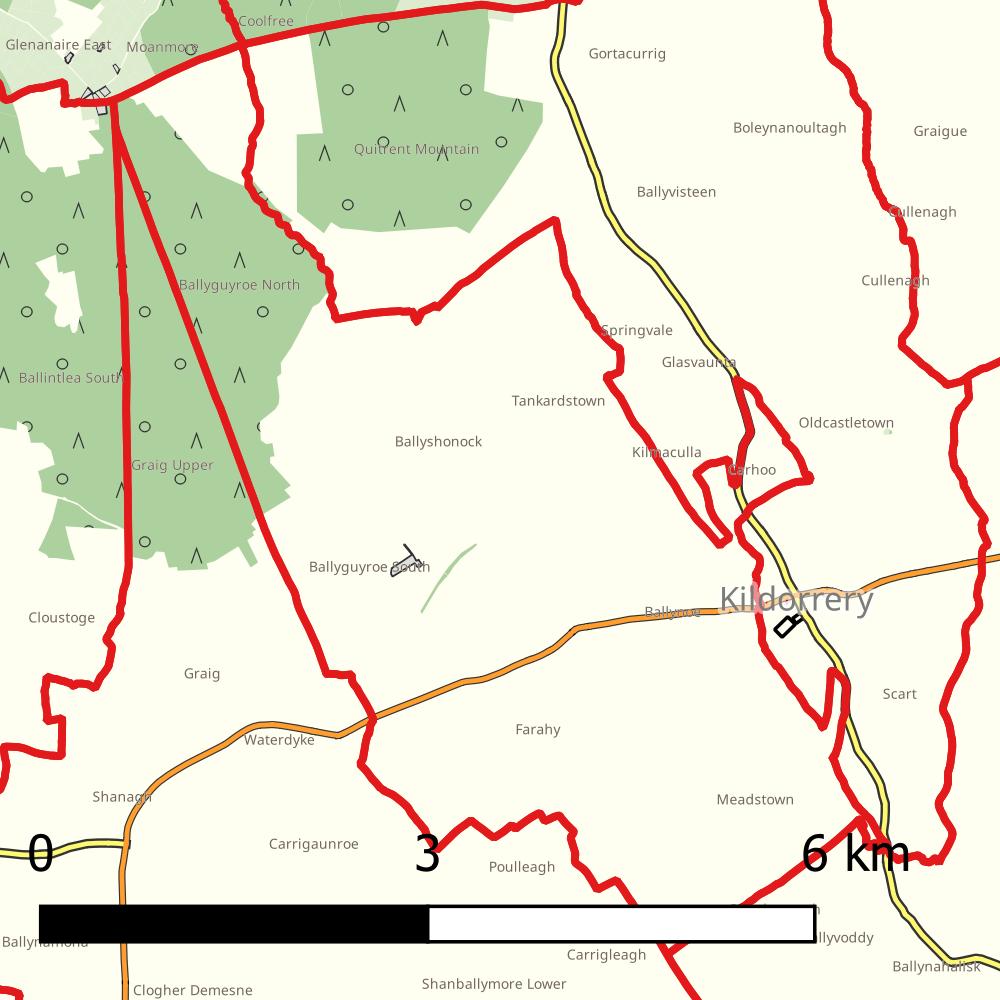 Coolfree
Glenanaire East
Moanmore
Gortacurrig
Boleynanoultagh
Graigue
Quitrent Mountain
Ballyvisteen
Cullenagh
Cullenagh
Ballyguyroe North
Springvale
Glasvaunta
Ballintlea South
Tankardstown
Oldcastletown
Ballyshonock
Kilmaculla
Graig Upper
Carhoo
Ballyguyroe South
Kildorrery
Ballynoe
Cloustoge
Graig
Scart
Farahy
Waterdyke
Shanagh
Meadstown
Carrigaunroe
0
3
6 km
Poulleagh
Ballynamona
Carrigleagh
Ballynahalisk
Shanballymore Lower
Clogher Demesne